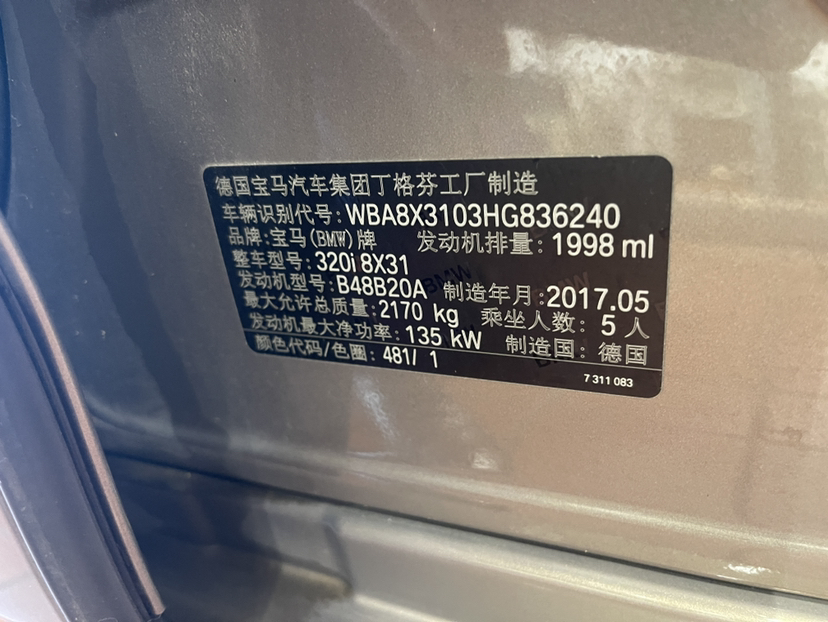 德国宝马汽车集团丁格芬工厂制造
车辆识别代号: WBA8X3103HG836240
品牌:宝马(BMW)牌 发动机排量: 1998 ml
整车型号: 320i 8X31
发动机型号: B48B20A 制造年月:2017.05
最大允许总质量: 2170 kg 乘坐人数: 5 人
发动机最大净功率: 135 kW 制造国: 德国
颜色代码/色圈: 481/ 1
7 311 083